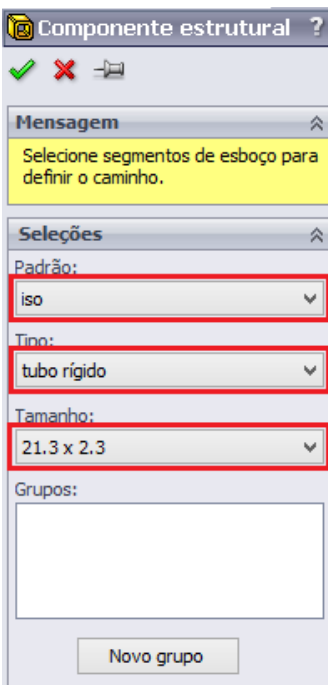 Componente estrutural ?
Mensagem
Selecione segmentos de esboço para
definir o caminho.
Seleções
Padrão:
iso
Tipo:
tubo rígido
Tamanho:
21.3 x 2.3
Grupos:
Novo grupo